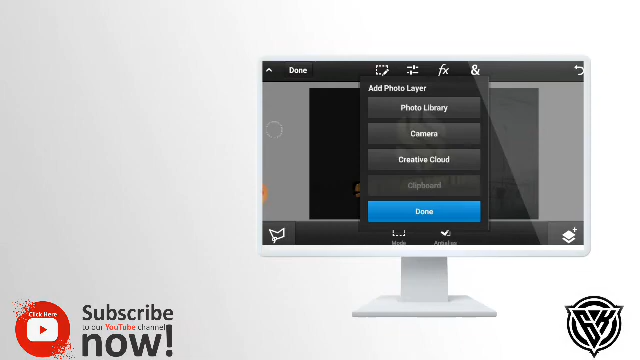 Done
fx
&
Add Photo Layer
Photo Library
Camera
Creative Cloud
Clipboard
Done
Mode
Antialias
Click Here
Subscribe
to our YouTube channel
now!